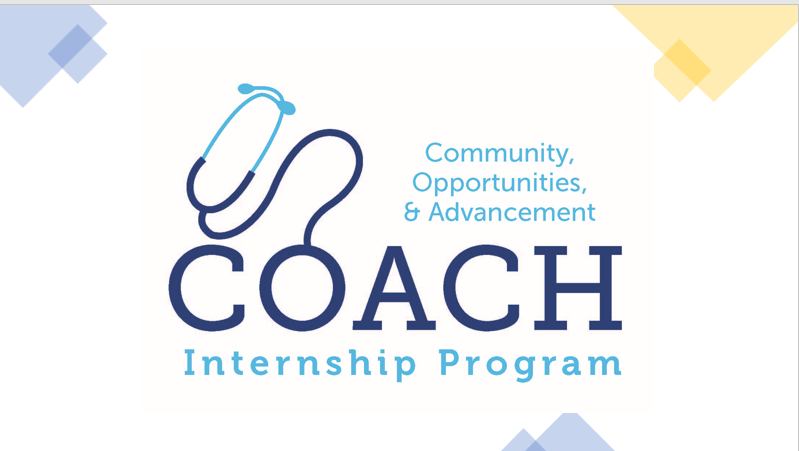 Community,
Opportunities,
& Advancement
COACH
Internship Program